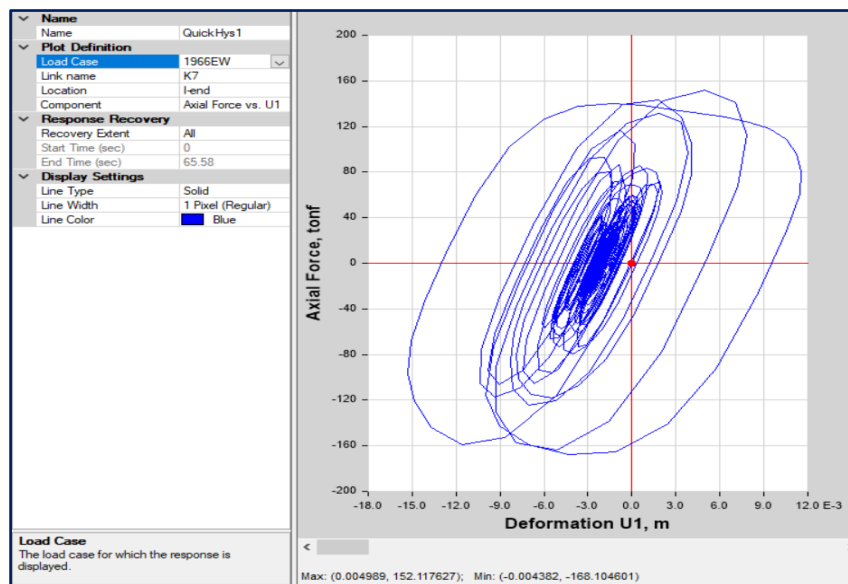 Name
Name QuickHys1
Plot Definition
Load Case 1966EW
Link name K7
Location I-end
Component Axial Force vs. U1
Response Recovery
Recovery Extent All
Start Time (sec) 0
End Time (sec) 65.58
Display Settings
Line Type Solid
Line Width 1 Pixel (Regular)
Line Color Blue
Load Case
The load case for which the response is
displayed.
Axial Force, tonf
200
160
120
80
40
0
-40
-80
-120
-160
-200
-18.0 -15.0 -12.0 -9.0 -6.0 -3.0 0.0 3.0 6.0 9.0 12.0 E-3
Deformation U1, m
Max: (0.004989, 152.117627); Min: (-0.004382, -168.104601)